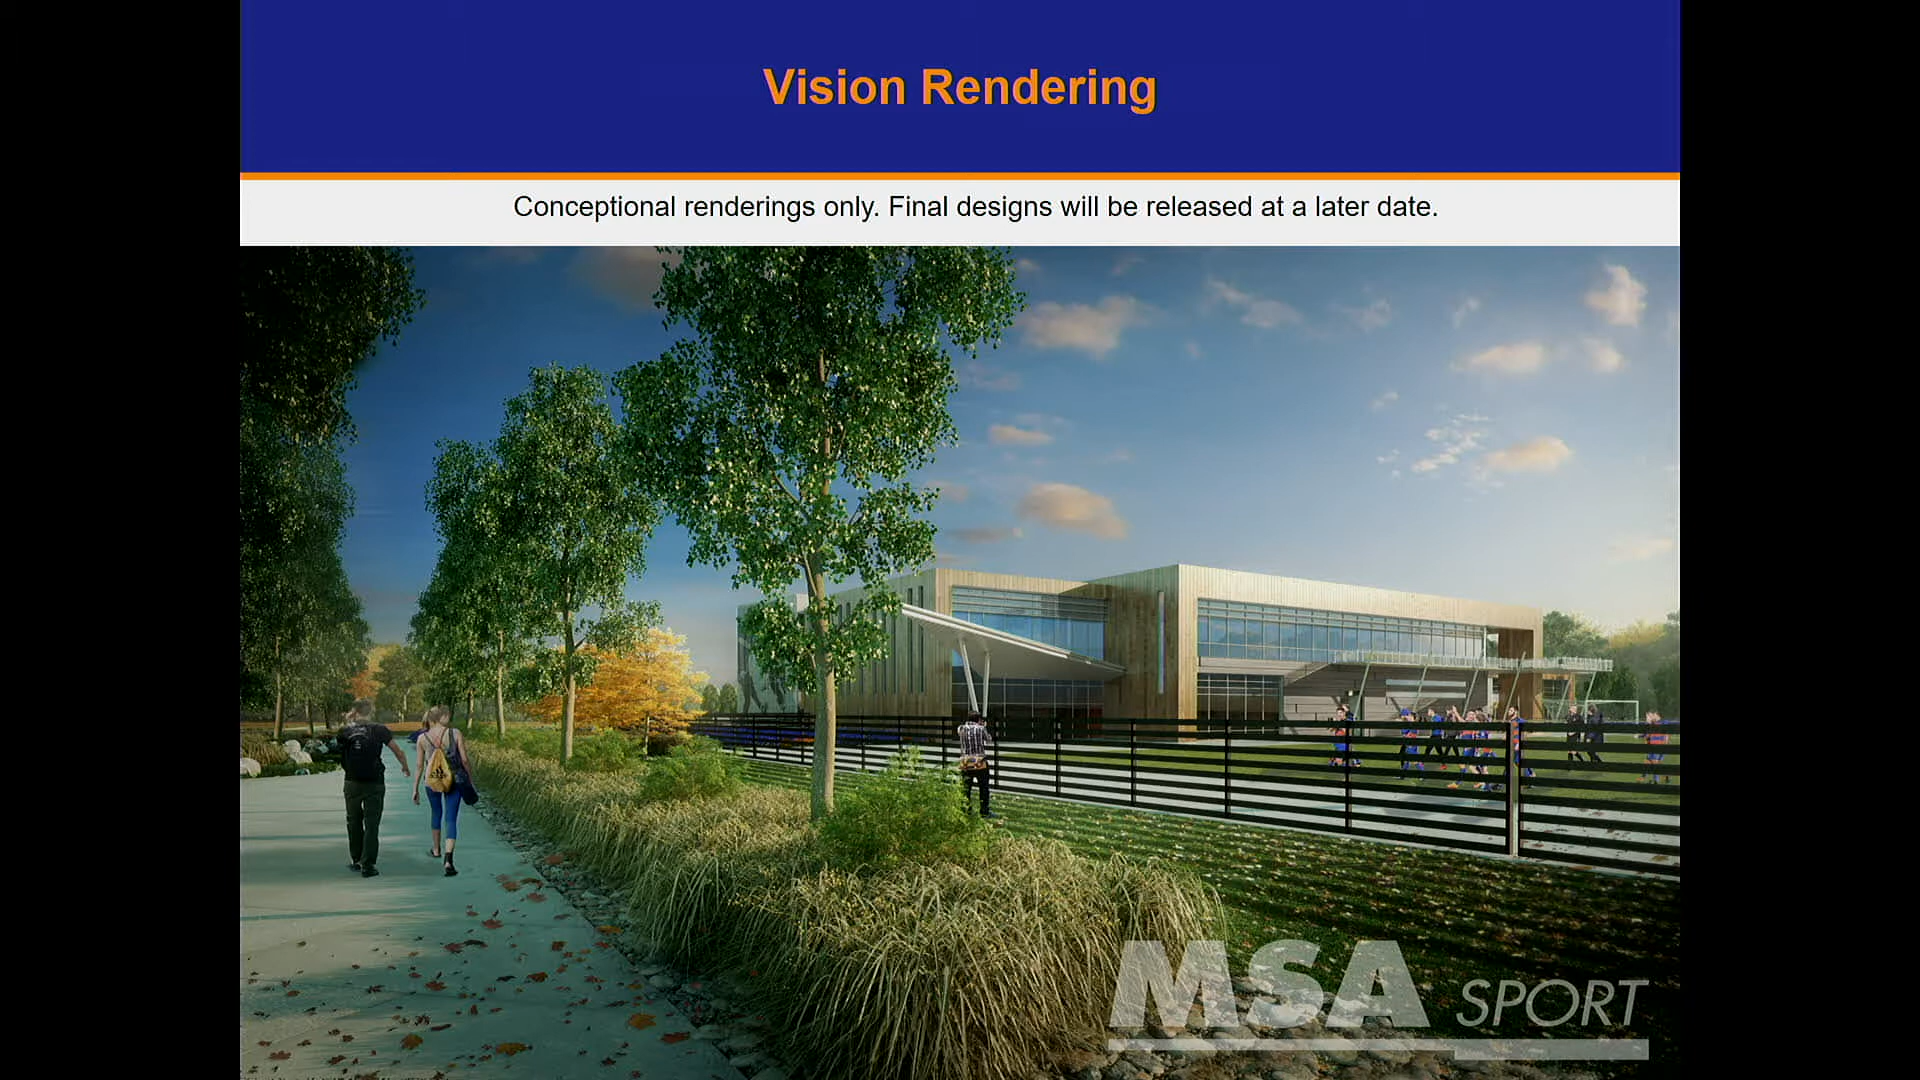 Vision Rendering
Conceptional renderings only. Final designs will be released at a later date.
MSA SPORT